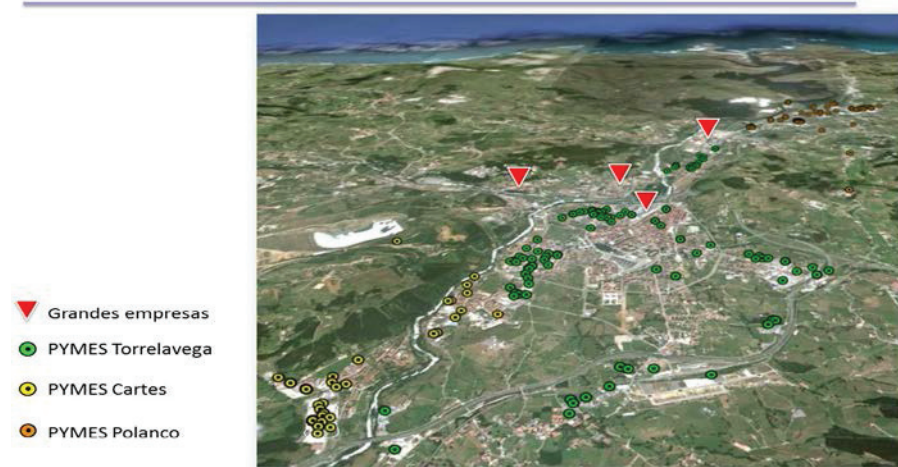 Grandes empresas
PYMES Torrelavega
PYMES Cartes
PYMES Polanco